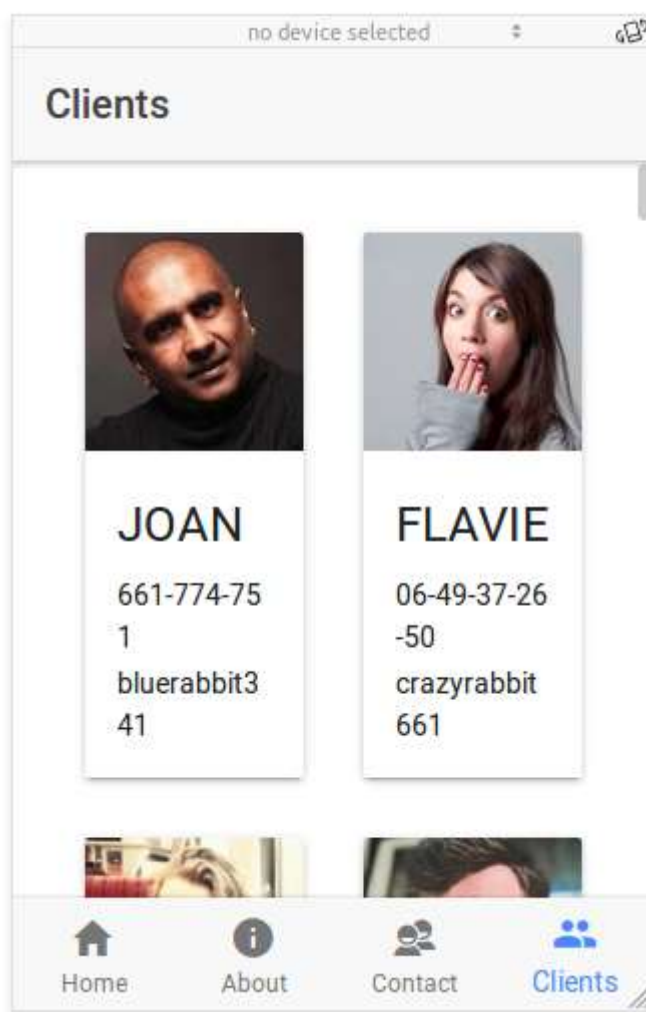 no device selected
Clients
JOAN
661-774-75
1
bluerabbit3
41
FLAVIE
06-49-37-26
-50
crazyrabbit
661
Home
About
Contact
Clients